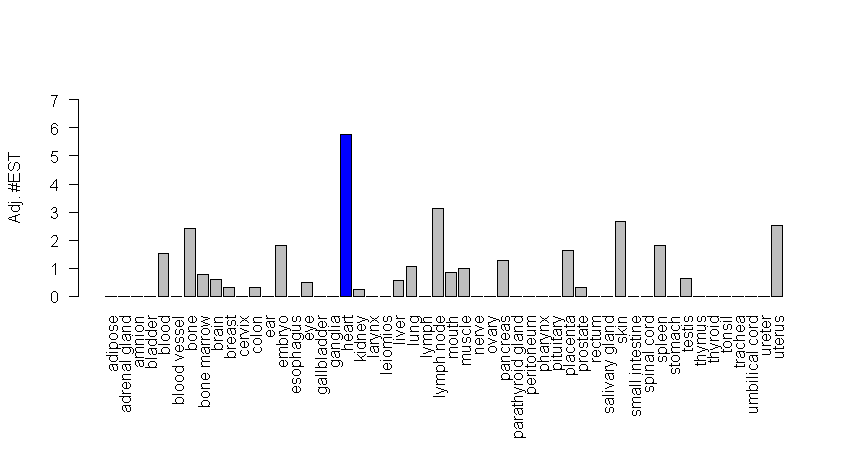 Adj. #EST
7
6
5
4
3
2
1
0
adipose
adrenal gland
amnion
bladder
blood
blood vessel
bone
bone marrow
brain
breast
cervix
colon
ear
embryo
esophagus
eye
gallbladder
ganglia
heart
kidney
larynx
leiomios
liver
lung
lymph
lymph node
mouth
muscle
nerve
ovary
pancreas
parathyroid gland
peritoneum
pharynx
pituitary
placenta
prostate
rectum
salivary gland
skin
small intestine
spinal cord
spleen
stomach
testis
thymus
thyroid
tonsil
trachea
umbilical cord
ureter
uterus